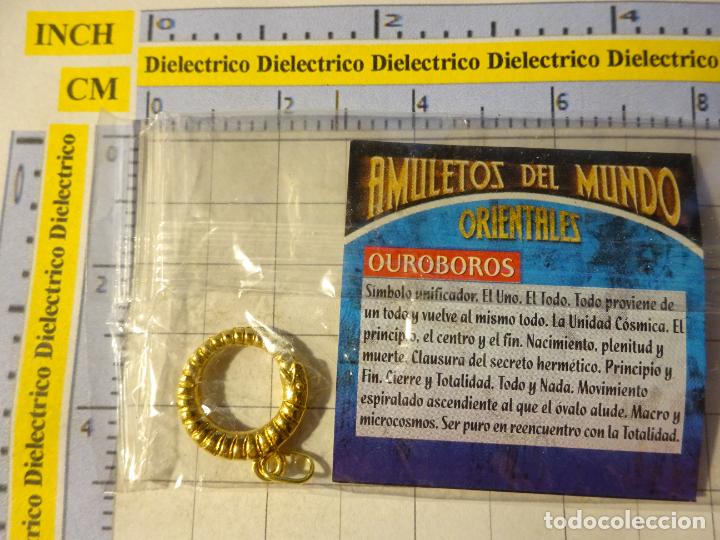 INCH
0 2 4
Dielectrico Dielectrico Dielectrico Dielectrico Dielectrico
CM
0 2 4 6 8
Dielectrico Dielectrico Dielectrico
0
2
4
AMULETOS DEL MUNDO
ORIENTALES
OUROBOROS
Símbolo unificador. El Uno. El Todo. Todo proviene de
un todo y vuelve al mismo todo. La Unidad Cósmica. El
principio, el centro y el fin. Nacimiento, plenitud y
muerte. Clausura del secreto hermético. Principio y
Fin. Cierre y Totalidad. Todo y Nada. Movimiento
espiralado ascendiente al que el óvalo alude. Macro y
microcosmos. Ser puro en reencuentro con la Totalidad.
todocoleccion